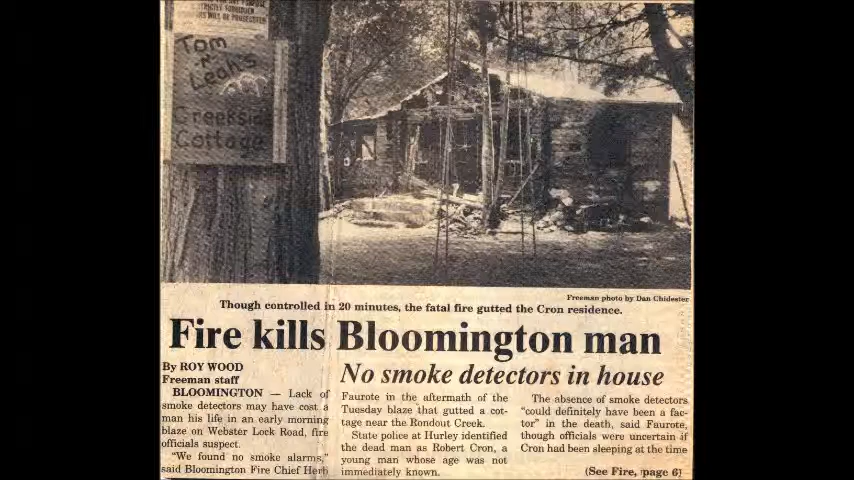 STRICTLY FORBIDDEN
Tom
-N-
Leah's
Creekside
Cottage
Freeman photo by Dan Chidester
Though controlled in 20 minutes, the fatal fire gutted the Cron residence.
Fire kills Bloomington man
No smoke detectors in house
By ROY WOOD
Freeman staff
BLOOMINGTON — Lack of
smoke detectors may have cost a
man his life in an early morning
blaze on Webster Lock Road, fire
officials suspect.
"We found no smoke alarms,"
said Bloomington Fire Chief Herb
Faurote in the aftermath of the
Tuesday blaze that gutted a cot-
tage near the Rondout Creek.
State police at Hurley identified
the dead man as Robert Cron, a
young man whose age was not
immediately known.
The absence of smoke detectors
"could definitely have been a fac-
tor" in the death, said Faurote,
though officials were uncertain if
Cron had been sleeping at the time
(See Fire, page 6)